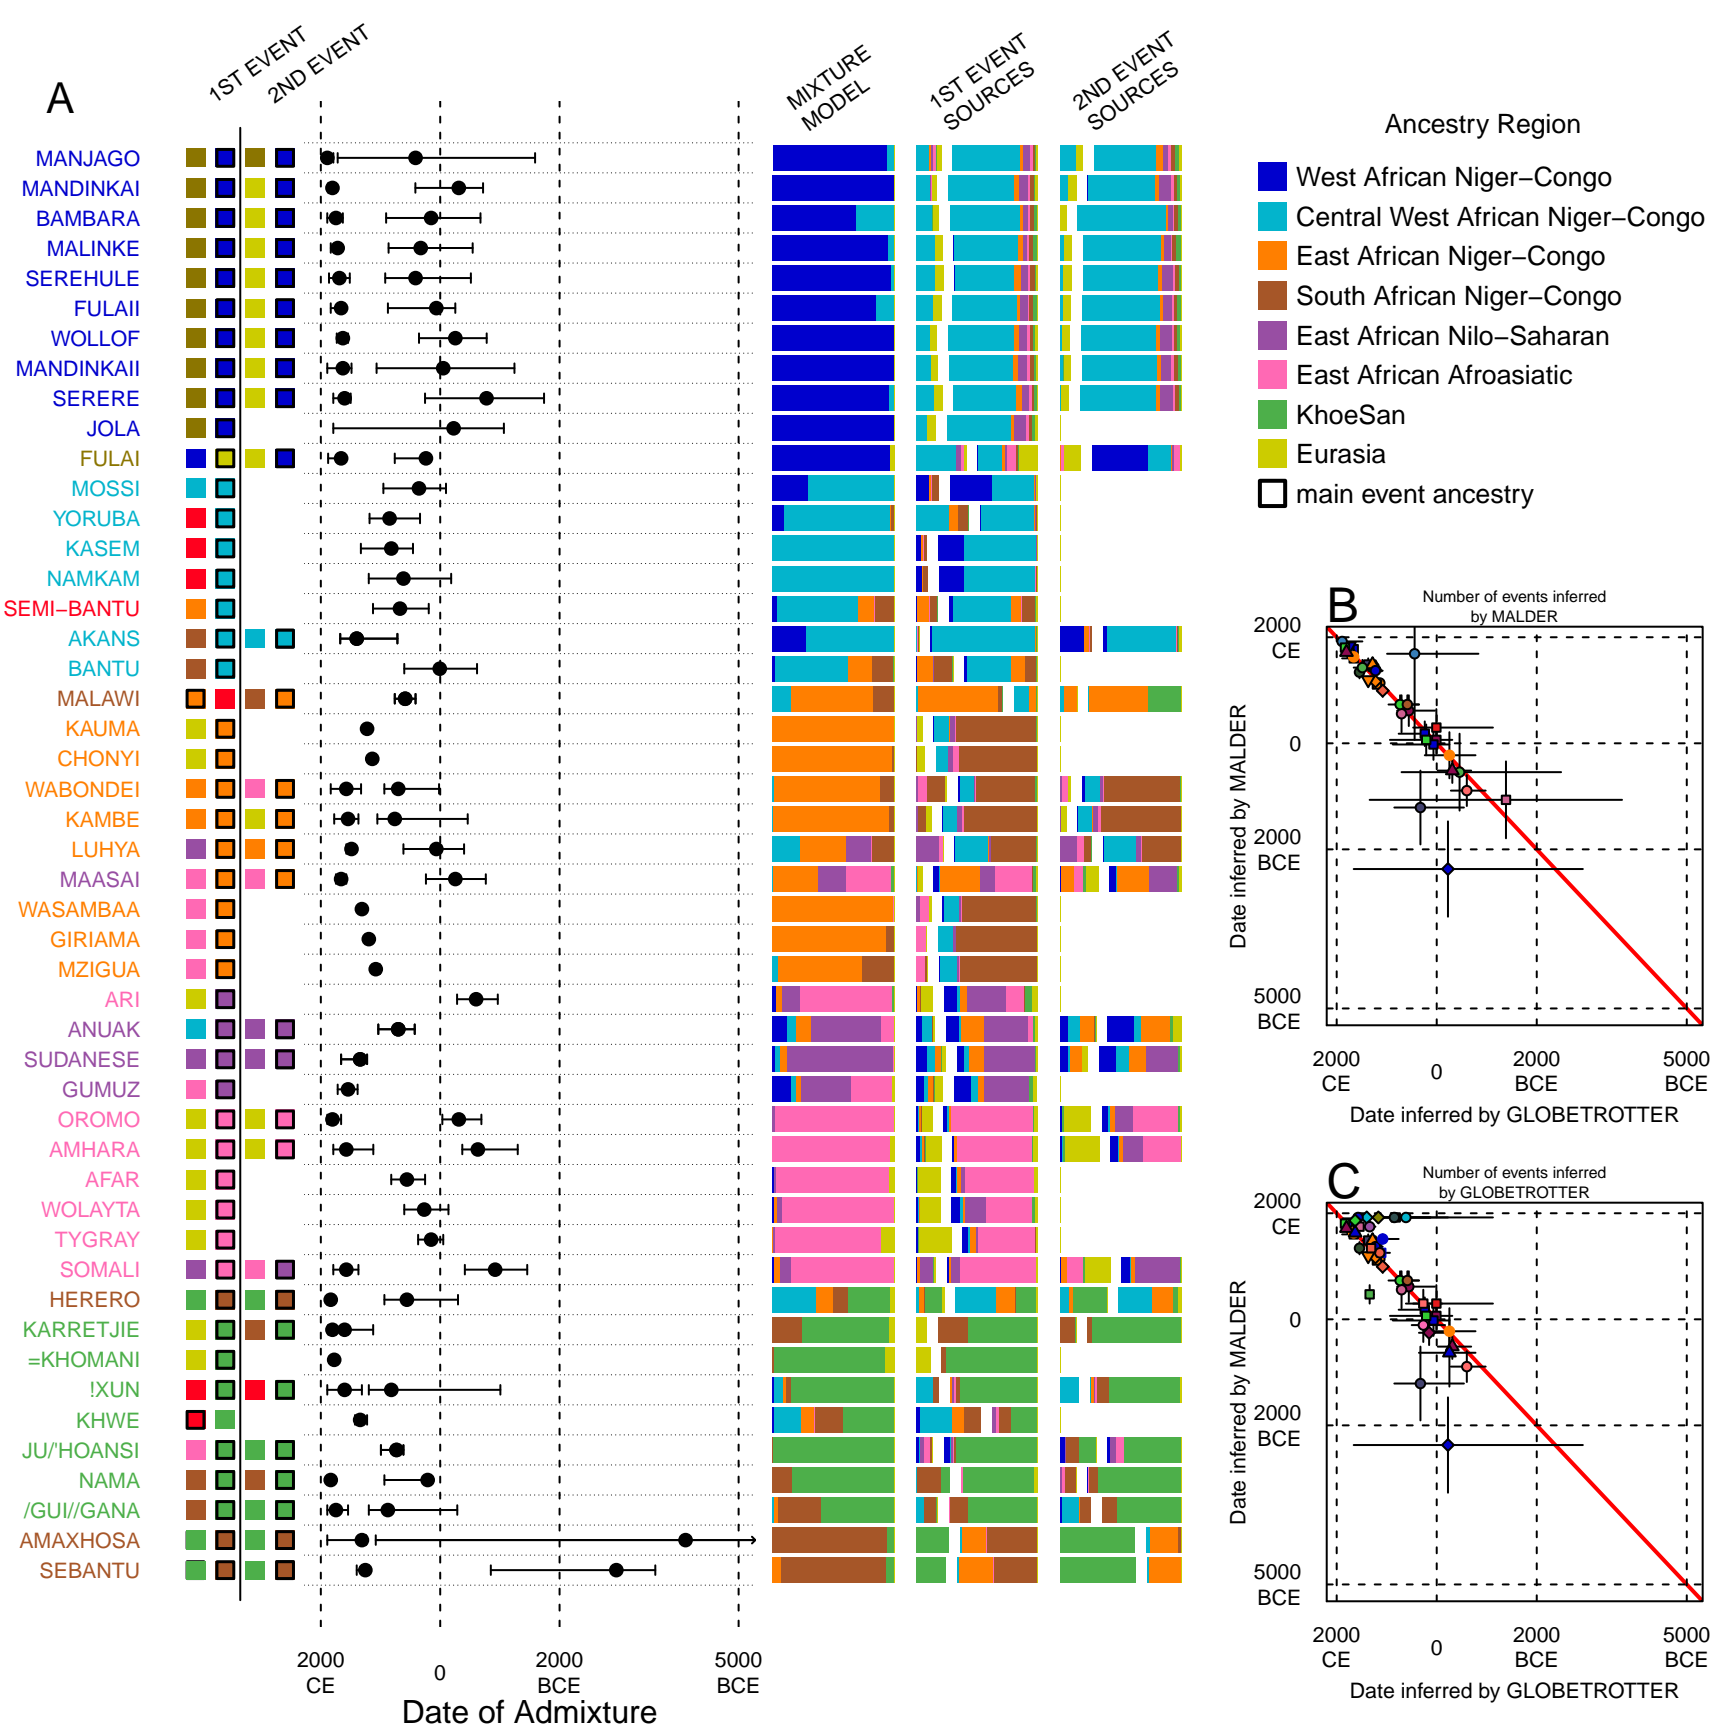 A
1ST EVENT
2ND EVENT
MIXTURE
MODEL
1ST EVENT
SOURCES
2ND EVENT
SOURCES
MANJAGO
MANDINKAI
BAMBARA
MALINKE
SEREHULE
FULAII
WOLLOF
MANDINKAII
SERERE
JOLA
FULAI
MOSSI
YORUBA
KASEM
NAMKAM
SEMI−BANTU
AKANS
BANTU
MALAWI
KAUMA
CHONYI
WABONDEI
KAMBE
LUHYA
MAASAI
WASAMBAA
GIRIAMA
MZIGUA
ARI
ANUAK
SUDANESE
GUMUZ
OROMO
AMHARA
AFAR
WOLAYTA
TYGRAY
SOMALI
HERERO
KARRETJIE
=KHOMANI
!XUN
KHWE
JU/'HOANSI
NAMA
/GUI//GANA
AMAXHOSA
SEBANTU
2000
CE
0
2000
BCE
5000
BCE
Date of Admixture
Ancestry Region
West African Niger−Congo
Central West African Niger−Congo
East African Niger−Congo
South African Niger−Congo
East African Nilo−Saharan
East African Afroasiatic
KhoeSan
Eurasia
main event ancestry
B
Number of events inferred
by MALDER
Date inferred by MALDER
2000
CE
0
2000
BCE
5000
BCE
2000
CE
0
2000
BCE
5000
BCE
Date inferred by GLOBETROTTER
C
Number of events inferred
by GLOBETROTTER
Date inferred by MALDER
2000
CE
0
2000
BCE
5000
BCE
2000
CE
0
2000
BCE
5000
BCE
Date inferred by GLOBETROTTER